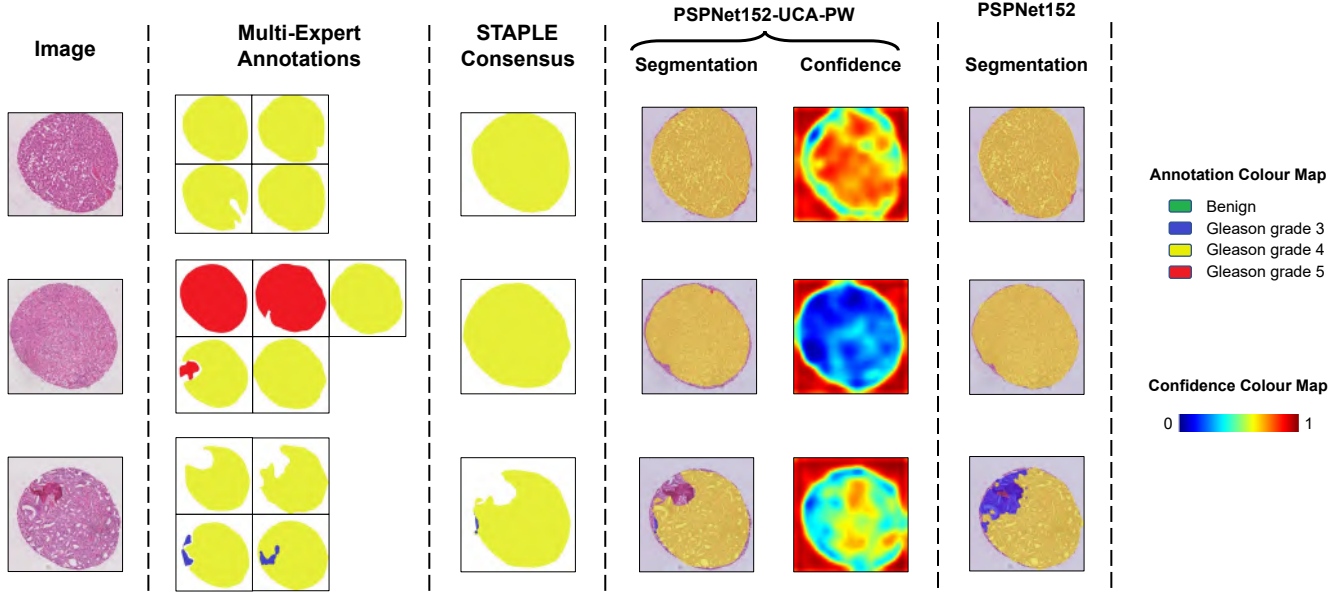 Image
Multi-Expert
Annotations
STAPLE
Consensus
PSPNet152-UCA-PW
Segmentation
Confidence
PSPNet152
Segmentation
Annotation Colour Map
Benign
Gleason grade 3
Gleason grade 4
Gleason grade 5
Confidence Colour Map
0 1